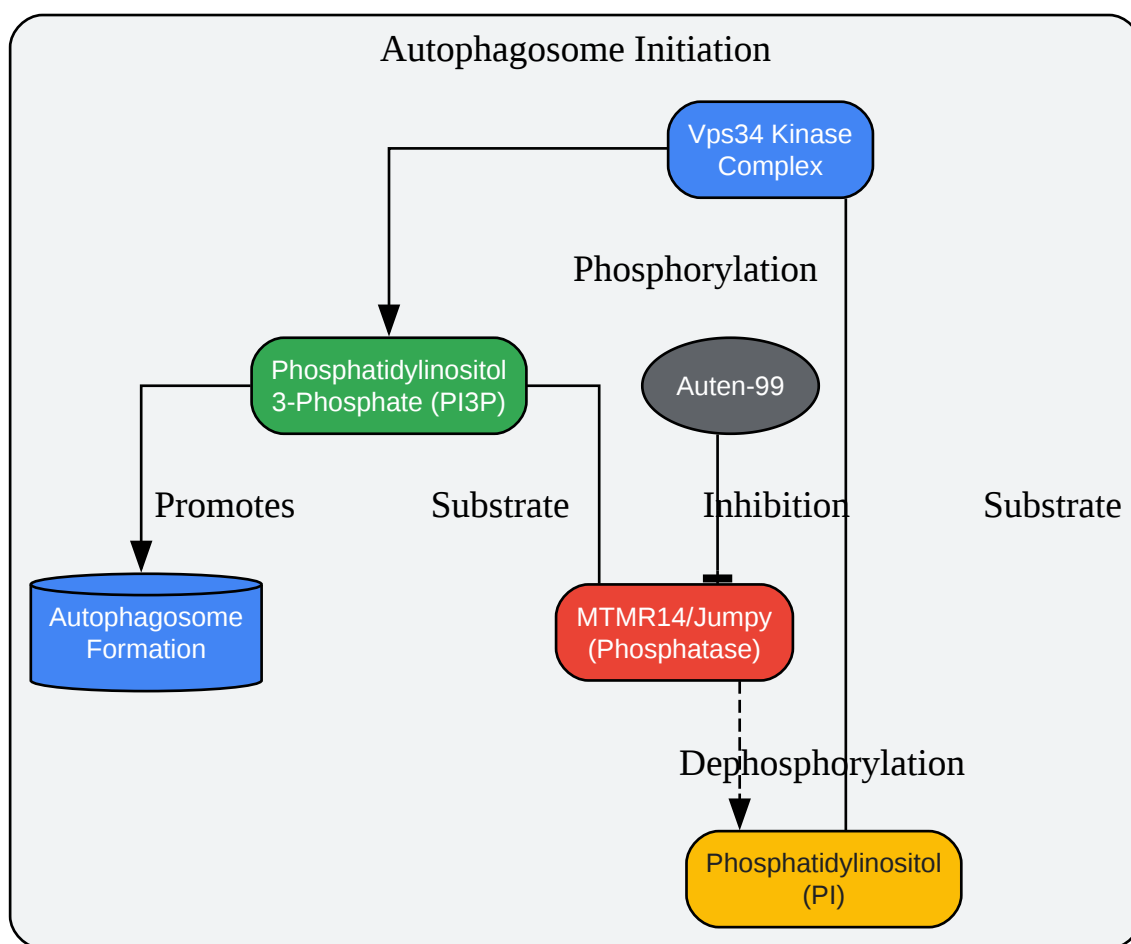 Autophagosome Initiation
Vps34 Kinase
Complex
Phosphorylation
Phosphatidylinositol
3-Phosphate (PI3P)
Auten-99
Promotes
Substrate
Inhibition
Substrate
Autophagosome
Formation
MTMR14/Jumpy
(Phosphatase)
Dephosphorylation
Phosphatidylinositol
(PI)